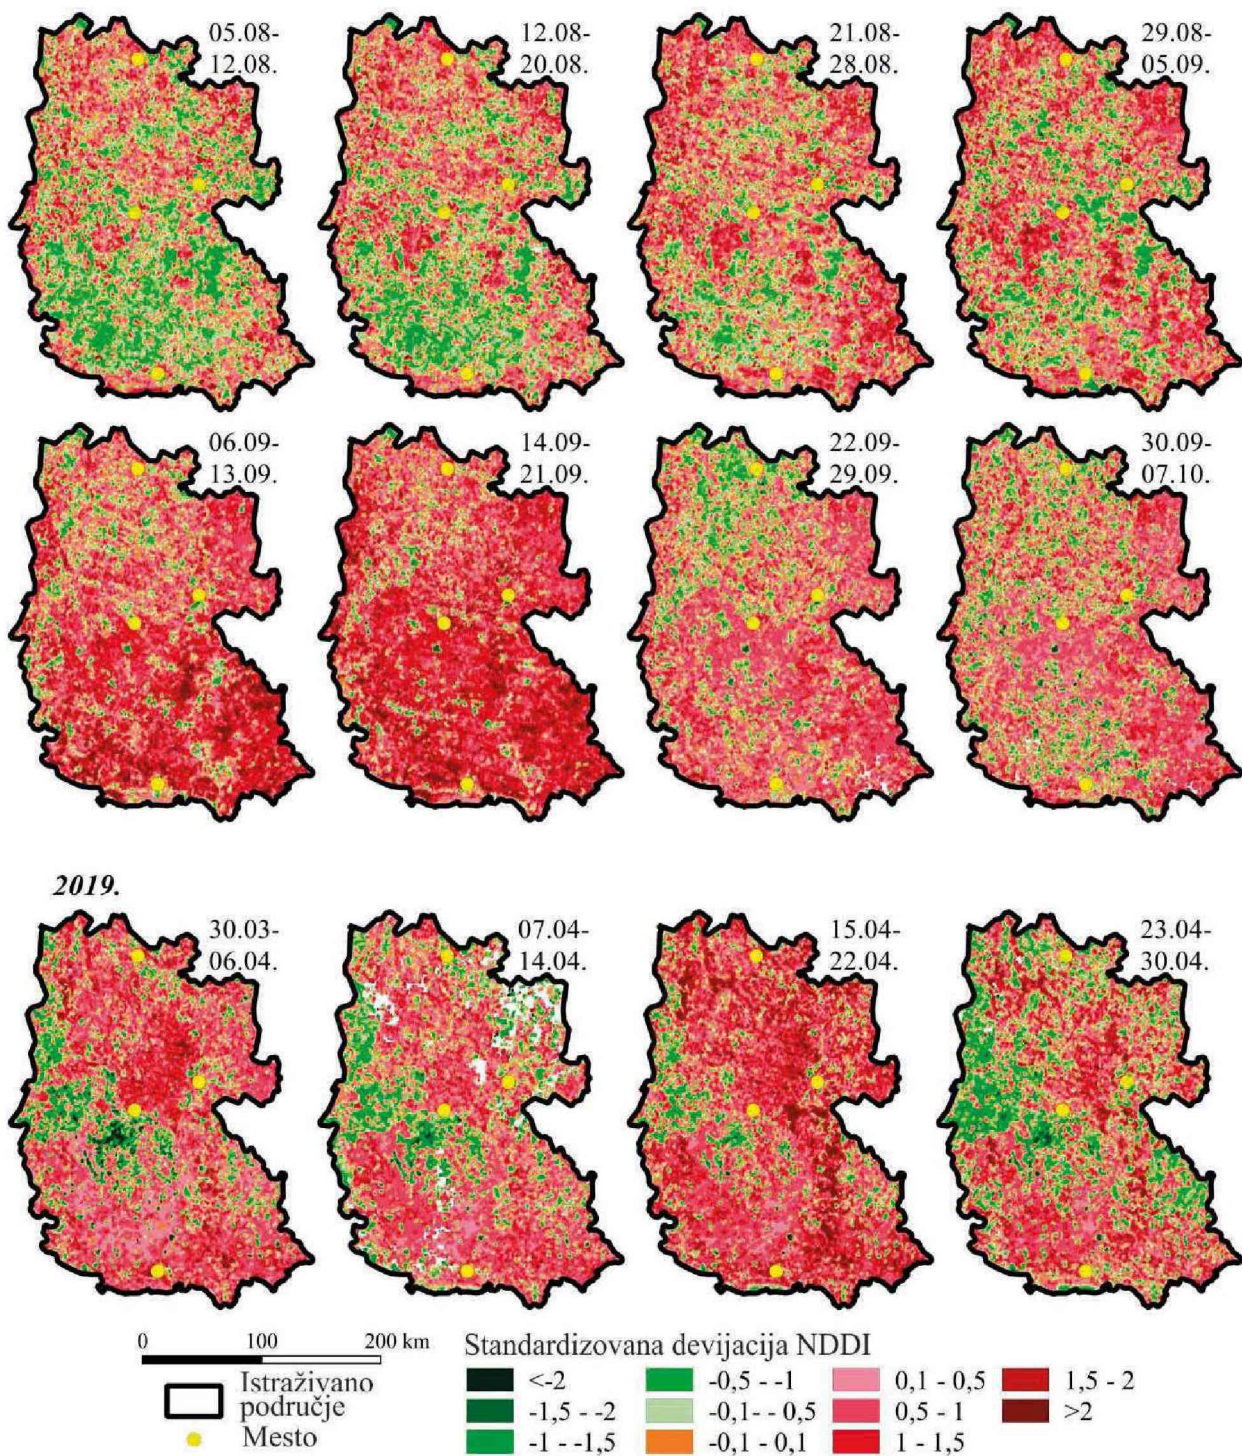 05.08-
12.08.
12.08-
20.08.
21.08-
28.08.
29.08-
05.09.
06.09-
13.09.
14.09-
21.09.
22.09-
29.09.
30.09-
07.10.
2019.
30.03-
06.04.
07.04-
14.04.
15.04-
22.04.
23.04-
30.04.
0 100 200 km
Istraživano
područje
Mesto
Standardizovana devijacija NDDI
<-2
-1,5 - -2
-1 - -1,5
-0,5 - -1
-0,1- - 0,5
-0,1 - 0,1
0,1 - 0,5
0,5 - 1
1 - 1,5
1,5 - 2
>2